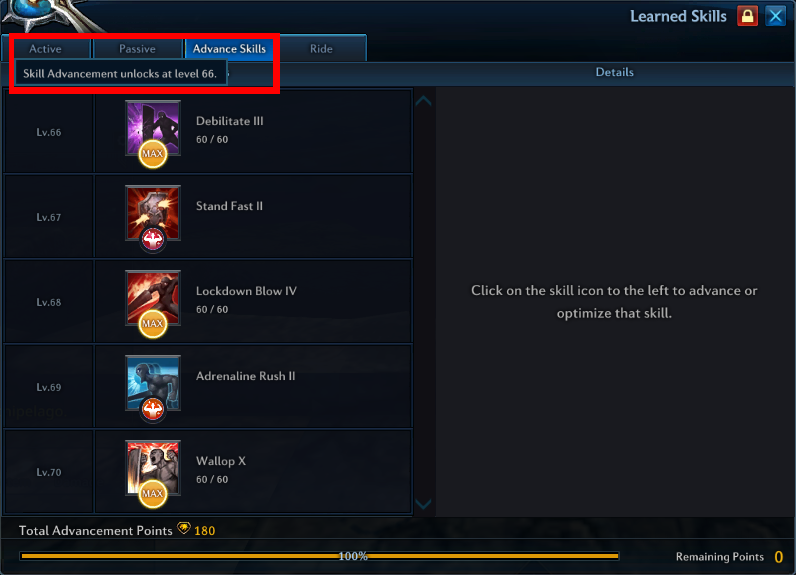 Learned Skills
Active Passive Advance Skills Ride
Skill Advancement unlocks at level 66.
Details
Lv.66
Debilitate III
60 / 60
MAX
Lv.67
Stand Fast II
Lv.68
Lockdown Blow IV
60 / 60
MAX
Lv.69
Adrenaline Rush II
Lv.70
Wallop X
60 / 60
MAX
Click on the skill icon to the left to advance or
optimize that skill.
Total Advancement Points 180
100%
Remaining Points 0